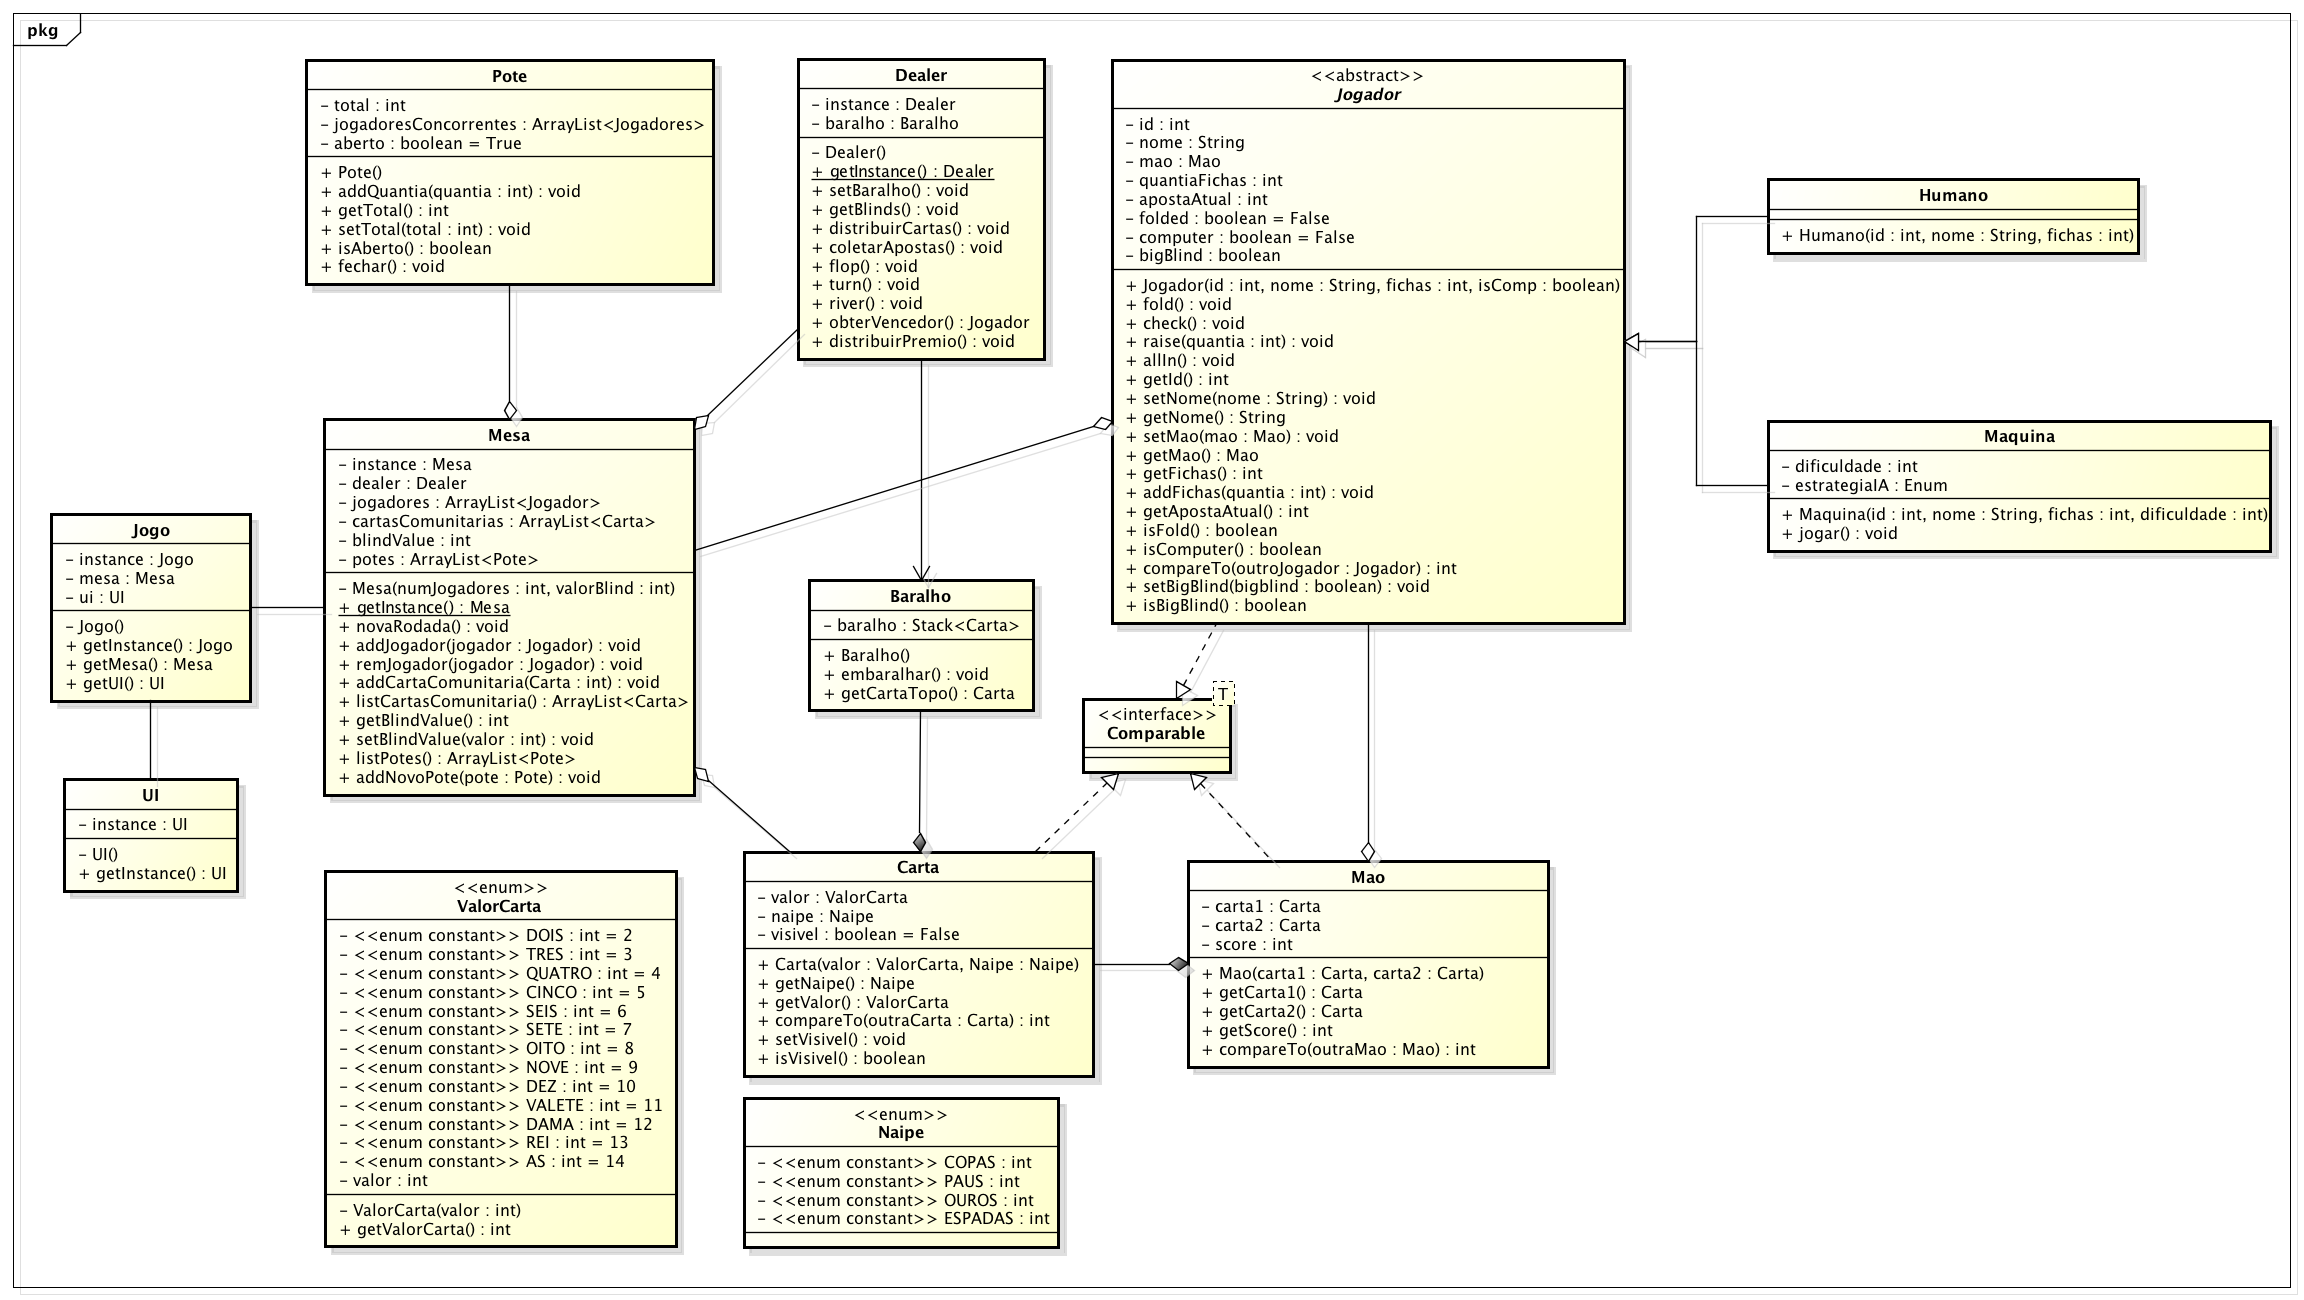 pkg
Pote
– total : int
– jogadoresConcorrentes : ArrayList<Jogadores>
– aberto : boolean = True
+ Pote()
+ addQuantia(quantia : int) : void
+ getTotal() : int
+ setTotal(total : int) : void
+ isAberto() : boolean
+ fechar() : void
Dealer
– instance : Dealer
– baralho : Baralho
– Dealer()
+ getInstance() : Dealer
+ setBaralho() : void
+ getBlinds() : void
+ distribuirCartas() : void
+ coletarApostas() : void
+ flop() : void
+ turn() : void
+ river() : void
+ obterVencedor() : Jogador
+ distribuirPremio() : void
<<abstract>>
Jogador
– id : int
– nome : String
– mao : Mao
– quantiaFichas : int
– apostaAtual : int
– folded : boolean = False
– computer : boolean = False
– bigBlind : boolean
+ Jogador(id : int, nome : String, fichas : int, isComp : boolean)
+ fold() : void
+ check() : void
+ raise(quantia : int) : void
+ allIn() : void
+ getId() : int
+ setNome(nome : String) : void
+ getNome() : String
+ setMao(mao : Mao) : void
+ getMao() : Mao
+ getFichas() : int
+ addFichas(quantia : int) : void
+ getApostaAtual() : int
+ isFold() : boolean
+ isComputer() : boolean
+ compareTo(outroJogador : Jogador) : int
+ setBigBlind(bigblind : boolean) : void
+ isBigBlind() : boolean
Humano
+ Humano(id : int, nome : String, fichas : int)
Maquina
– dificuldade : int
– estrategiaIA : Enum
+ Maquina(id : int, nome : String, fichas : int, dificuldade : int)
+ jogar() : void
Mesa
– instance : Mesa
– dealer : Dealer
– jogadores : ArrayList<Jogador>
– cartasComunitarias : ArrayList<Carta>
– blindValue : int
– potes : ArrayList<Pote>
– Mesa(numJogadores : int, valorBlind : int)
+ getInstance() : Mesa
+ novaRodada() : void
+ addJogador(jogador : Jogador) : void
+ remJogador(jogador : Jogador) : void
+ addCartaComunitaria(Carta : int) : void
+ listCartasComunitaria() : ArrayList<Carta>
+ getBlindValue() : int
+ setBlindValue(valor : int) : void
+ listPotes() : ArrayList<Pote>
+ addNovoPote(pote : Pote) : void
Jogo
– instance : Jogo
– mesa : Mesa
– ui : UI
– Jogo()
+ getInstance() : Jogo
+ getMesa() : Mesa
+ getUI() : UI
UI
– instance : UI
– UI()
+ getInstance() : UI
Baralho
– baralho : Stack<Carta>
+ Baralho()
+ embaralhar() : void
+ getCartaTopo() : Carta
T
<<interface>>
Comparable
<<enum>>
ValorCarta
– <<enum constant>> DOIS : int = 2
– <<enum constant>> TRES : int = 3
– <<enum constant>> QUATRO : int = 4
– <<enum constant>> CINCO : int = 5
– <<enum constant>> SEIS : int = 6
– <<enum constant>> SETE : int = 7
– <<enum constant>> OITO : int = 8
– <<enum constant>> NOVE : int = 9
– <<enum constant>> DEZ : int = 10
– <<enum constant>> VALETE : int = 11
– <<enum constant>> DAMA : int = 12
– <<enum constant>> REI : int = 13
– <<enum constant>> AS : int = 14
– valor : int
– ValorCarta(valor : int)
+ getValorCarta() : int
Carta
– valor : ValorCarta
– naipe : Naipe
– visivel : boolean = False
+ Carta(valor : ValorCarta, Naipe : Naipe)
+ getNaipe() : Naipe
+ getValor() : ValorCarta
+ compareTo(outraCarta : Carta) : int
+ setVisivel() : void
+ isVisivel() : boolean
Mao
– carta1 : Carta
– carta2 : Carta
– score : int
+ Mao(carta1 : Carta, carta2 : Carta)
+ getCarta1() : Carta
+ getCarta2() : Carta
+ getScore() : int
+ compareTo(outraMao : Mao) : int
<<enum>>
Naipe
– <<enum constant>> COPAS : int
– <<enum constant>> PAUS : int
– <<enum constant>> OUROS : int
– <<enum constant>> ESPADAS : int